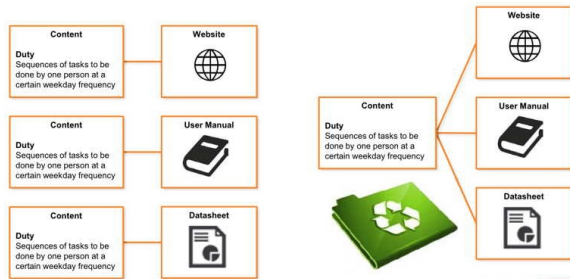 Content
Duty
Sequences of tasks to be
done by one person at a
certain weekday frequency
Website
Content
Duty
Sequences of tasks to be
done by one person at a
certain weekday frequency
User Manual
Content
Duty
Sequences of tasks to be
done by one person at a
certain weekday frequency
Datasheet
Content
Duty
Sequences of tasks to be
done by one person at a
certain weekday frequency
Website
User Manual
Datasheet